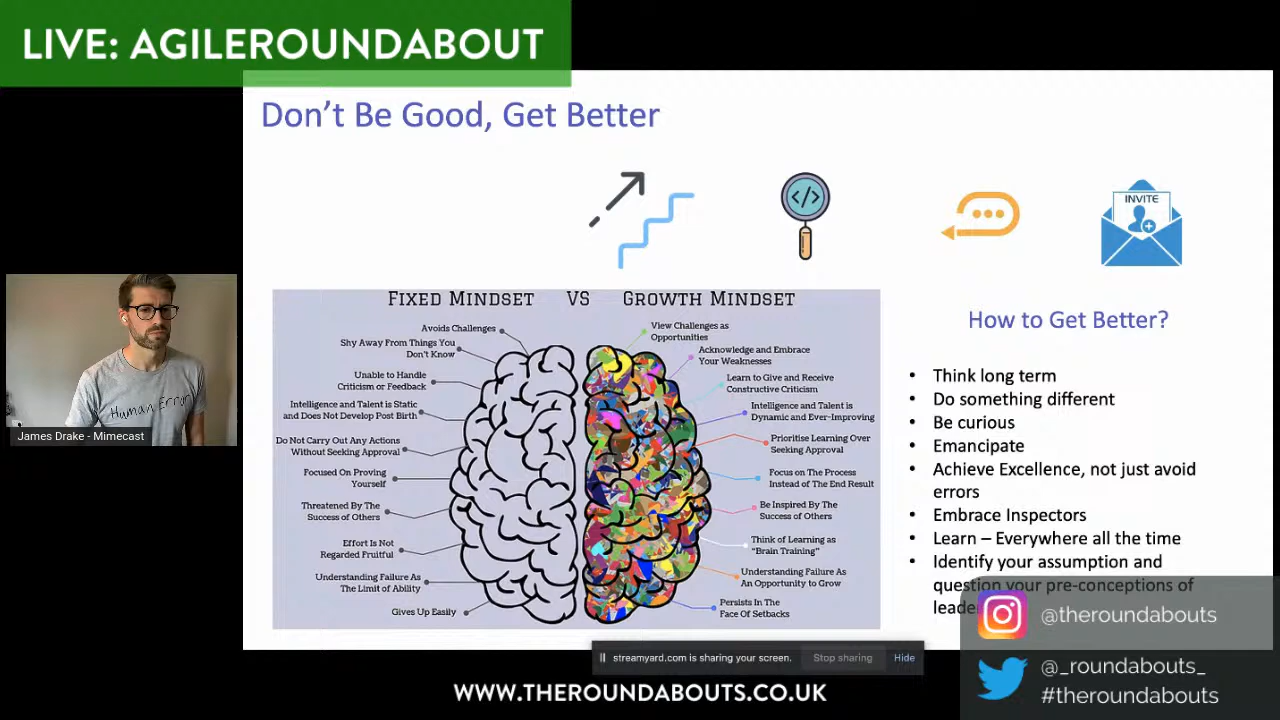 LIVE: AGILEROUNDABOUT
Don't Be Good, Get Better
INVITE
FIXED MINDSET VS GROWTH MINDSET
Avoids Challenges
Shy Away From Things You
Don't Know
Unable to Handle
Criticism or Feedback
Intelligence and Talent is Static
and Does Not Develop Post Birth
Do Not Carry Out Any Actions
Without Seeking Approval
Focused On Proving
Yourself
Threatened By The
Success of Others
Effort Is Not
Regarded Fruitful
Understanding Failure As
The Limit of Ability
Gives Up Easily
View Challenges as
Opportunities
Acknowledge and Embrace
Your Weaknesses
Learn to Give and Receive
Constructive Criticism
Intelligence and Talent is
Dynamic and Ever-Improving
Prioritise Learning Over
Seeking Approval
Focus on The Process
Instead of The End Result
Be Inspired By The
Success of Others
Think of Learning as
"Brain Training"
Understanding Failure As
An Opportunity to Grow
Persists In The
Face Of Setbacks
How to Get Better?
• Think long term
• Do something different
• Be curious
• Emancipate
• Achieve Excellence, not just avoid
errors
• Embrace Inspectors
• Learn – Everywhere all the time
• Identify your assumption and
question your pre-conceptions of
Human Error
James Drake - Mimecast
streamyard.com is sharing your screen. Stop sharing Hide
@theroundabouts
@_roundabouts_
#theroundabouts
WWW.THEROUNDABOUTS.CO.UK